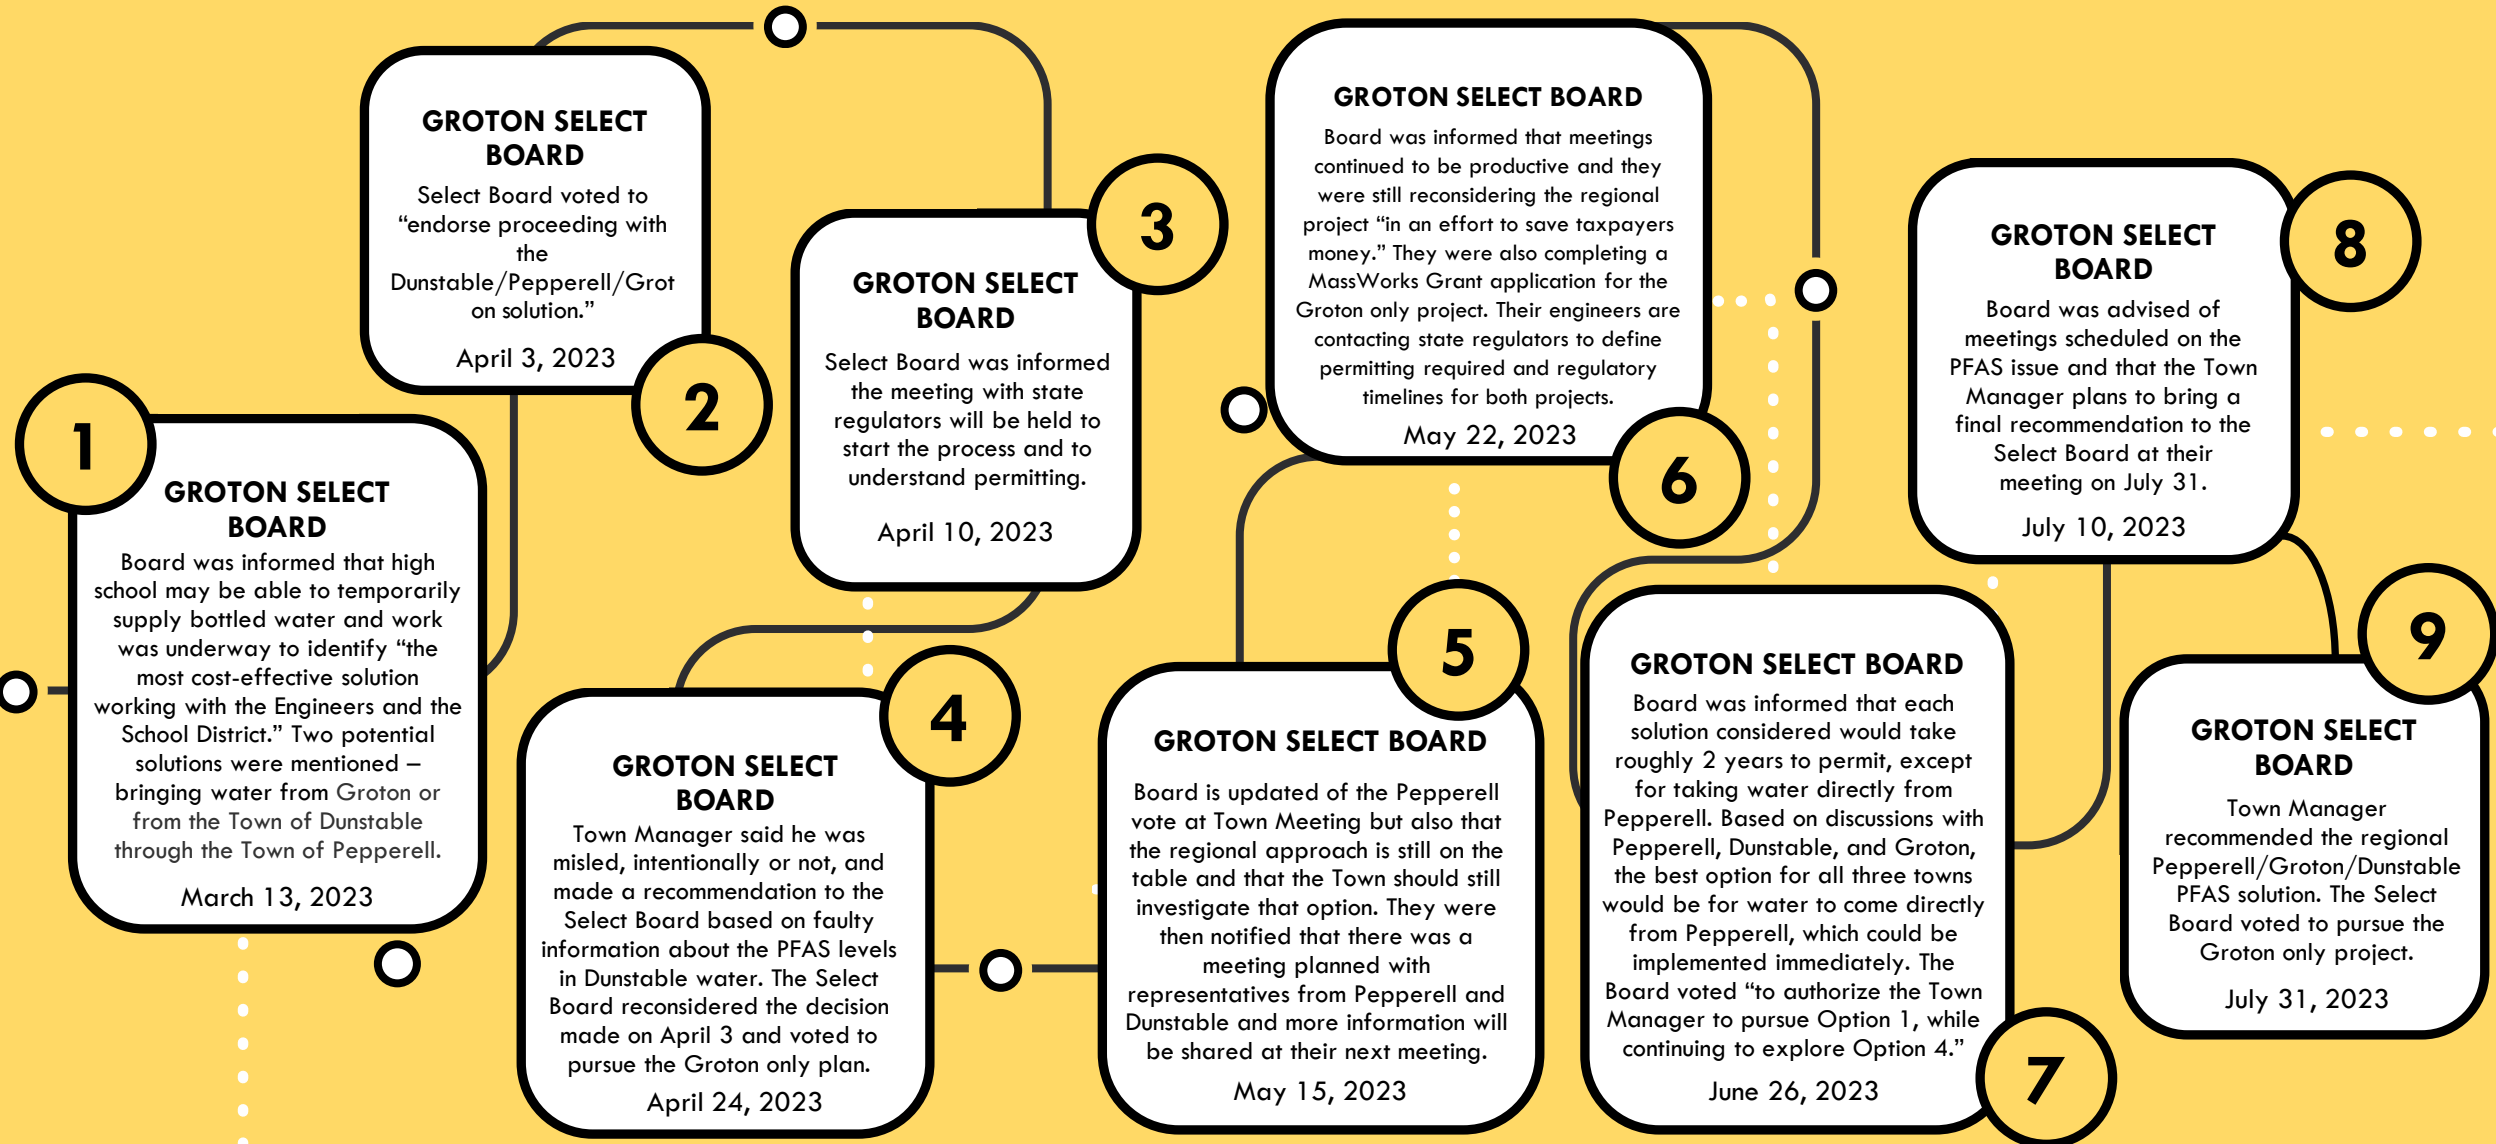 1
GROTON SELECT
BOARD
Board was informed that high
school may be able to temporarily
supply bottled water and work
was underway to identify “the
most cost-effective solution
working with the Engineers and the
School District.” Two potential
solutions were mentioned –
bringing water from Groton or
from the Town of Dunstable
through the Town of Pepperell.
March 13, 2023
GROTON SELECT
BOARD
Select Board voted to
“endorse proceeding with
the
Dunstable/Pepperell/Grot
on solution.”
April 3, 2023
2
3
GROTON SELECT
BOARD
Select Board was informed
the meeting with state
regulators will be held to
start the process and to
understand permitting.
April 10, 2023
4
GROTON SELECT
BOARD
Town Manager said he was
misled, intentionally or not, and
made a recommendation to the
Select Board based on faulty
information about the PFAS levels
in Dunstable water. The Select
Board reconsidered the decision
made on April 3 and voted to
pursue the Groton only plan.
April 24, 2023
5
GROTON SELECT BOARD
Board is updated of the Pepperell
vote at Town Meeting but also that
the regional approach is still on the
table and that the Town should still
investigate that option. They were
then notified that there was a
meeting planned with
representatives from Pepperell and
Dunstable and more information will
be shared at their next meeting.
May 15, 2023
GROTON SELECT BOARD
Board was informed that meetings
continued to be productive and they
were still reconsidering the regional
project “in an effort to save taxpayers
money.” They were also completing a
MassWorks Grant application for the
Groton only project. Their engineers are
contacting state regulators to define
permitting required and regulatory
timelines for both projects.
May 22, 2023
6
GROTON SELECT BOARD
Board was informed that each
solution considered would take
roughly 2 years to permit, except
for taking water directly from
Pepperell. Based on discussions with
Pepperell, Dunstable, and Groton,
the best option for all three towns
would be for water to come directly
from Pepperell, which could be
implemented immediately. The
Board voted “to authorize the Town
Manager to pursue Option 1, while
continuing to explore Option 4.”
June 26, 2023
7
8
GROTON SELECT
BOARD
Board was advised of
meetings scheduled on the
PFAS issue and that the Town
Manager plans to bring a
final recommendation to the
Select Board at their
meeting on July 31.
July 10, 2023
9
GROTON SELECT
BOARD
Town Manager
recommended the regional
Pepperell/Groton/Dunstable
PFAS solution. The Select
Board voted to pursue the
Groton only project.
July 31, 2023